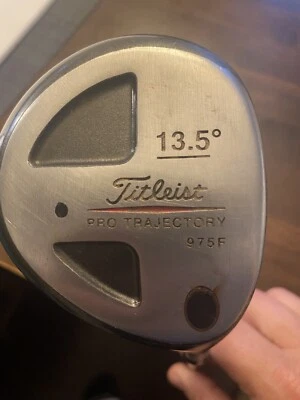 13.5°
Titleist
PRO TRAJECTORY
975F